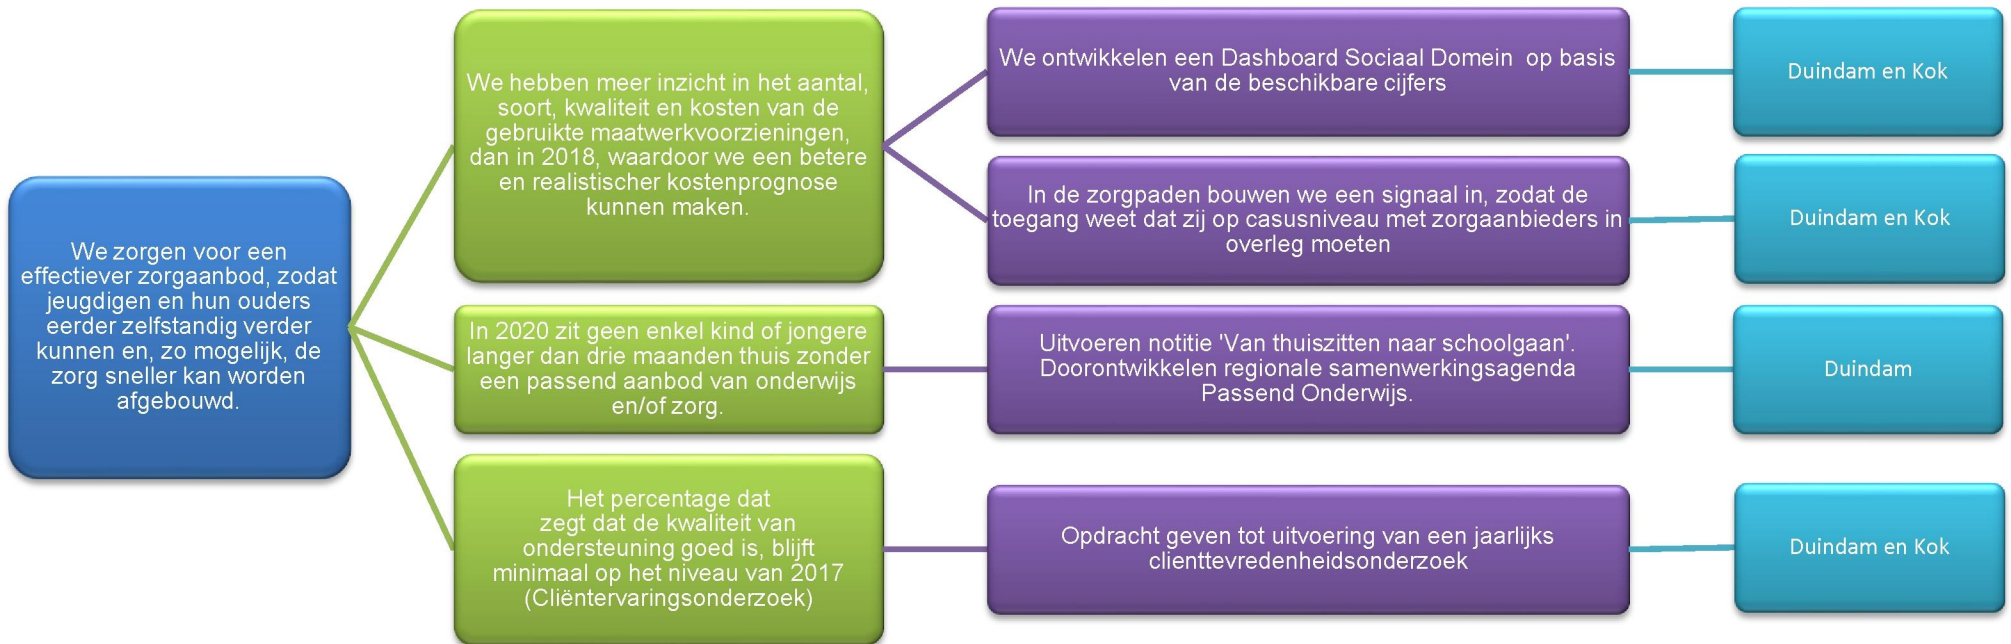 We zorgen voor een
effectiever zorgaanbod, zodat
jeugdigen en hun ouders
eerder zelfstandig verder
kunnen en, zo mogelijk, de
zorg sneller kan worden
afgebouwd.
We hebben meer inzicht in het aantal,
soort, kwaliteit en kosten van de
gebruikte maatwerkvoorzieningen,
dan in 2018, waardoor we een betere
en realistischer kostenprognose
kunnen maken.
We ontwikkelen een Dashboard Sociaal Domein op basis
van de beschikbare cijfers
Duindam en Kok
In de zorgpaden bouwen we een signaal in, zodat de
toegang weet dat zij op casusniveau met zorgaanbieders in
overleg moeten
Duindam en Kok
In 2020 zit geen enkel kind of jongere
langer dan drie maanden thuis zonder
een passend aanbod van onderwijs
en/of zorg.
Uitvoeren notitie 'Van thuiszitten naar schoolgaan'.
Doorontwikkelen regionale samenwerkingsagenda
Passend Onderwijs.
Duindam
Het percentage dat
zegt dat de kwaliteit van
ondersteuning goed is, blijft
minimaal op het niveau van 2017
(Cliëntervaringsonderzoek)
Opdracht geven tot uitvoering van een jaarlijks
clienttevredenheidsonderzoek
Duindam en Kok